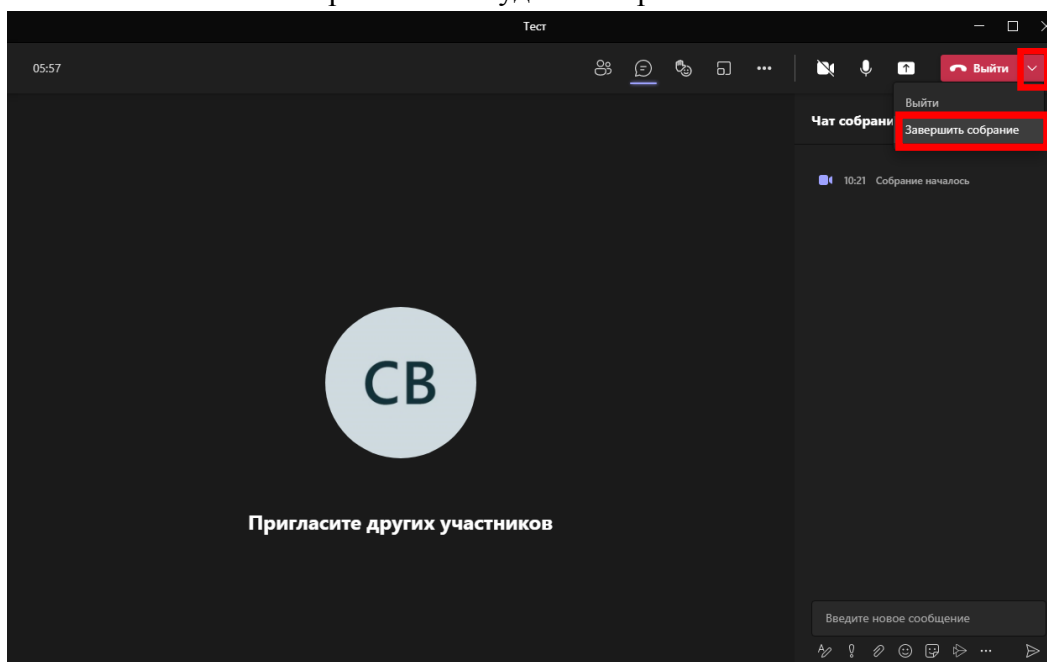 Тест
05:57
Выйти
Выйти
Чат собрани
Завершить собрание
10:21 Собрание началось
СВ
Пригласите других участников
Введите новое сообщение